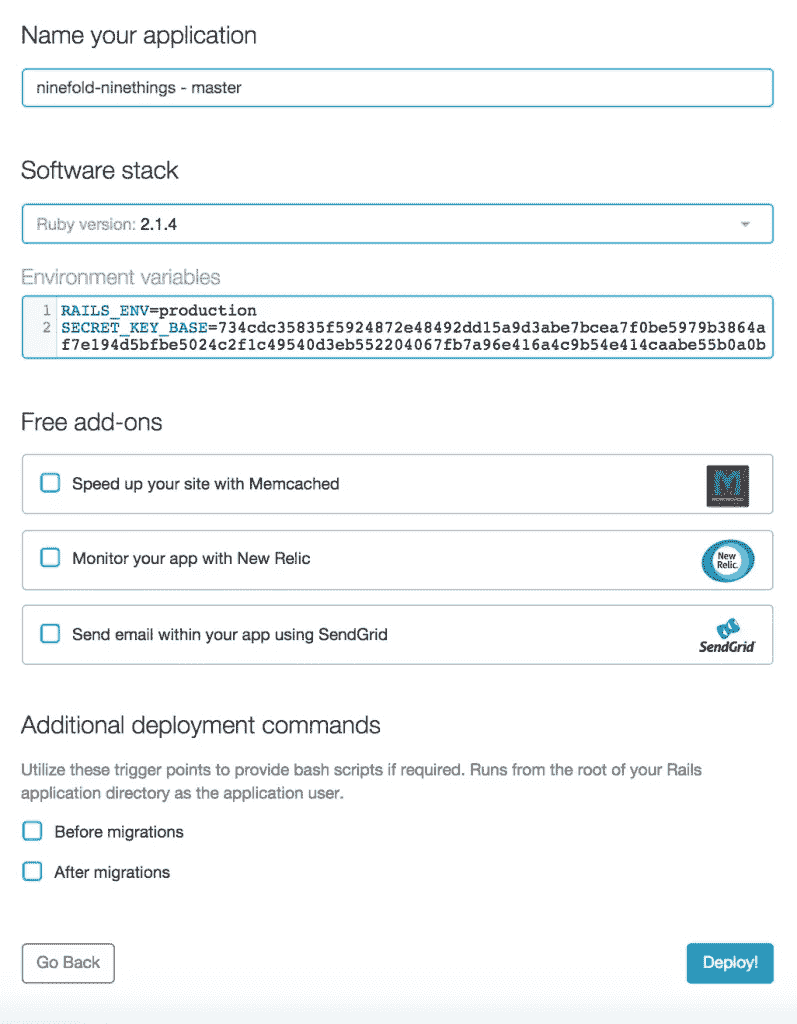 Name your application
ninefold-ninethings - master
Software stack
Ruby version: 2.1.4
Environment variables
1 RAILS_ENV=production
2 SECRET_KEY_BASE=734cdc35835f5924872e48492dd15a9d3abe7bcea7f0be5979b3864a
f7e194d5bfbe5024c2f1c49540d3eb552204067fb7a96e416a4c9b54e414caabe55b0a0b
Free add-ons
Speed up your site with Memcached
Monitor your app with New Relic
New
Relic.
Send email within your app using SendGrid
SendGrid
Additional deployment commands
Utilize these trigger points to provide bash scripts if required. Runs from the root of your Rails
application directory as the application user.
Before migrations
After migrations
Go Back
Deploy!